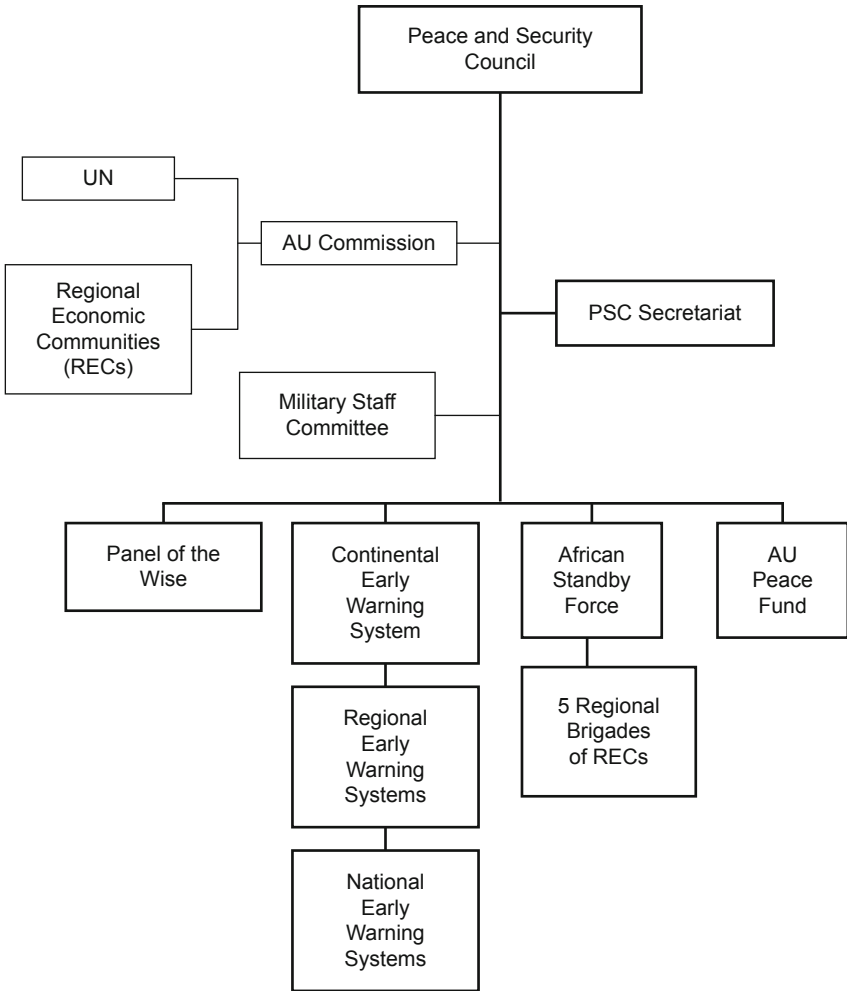 Peace and Security
Council
UN
AU Commission
Regional
Economic
Communities
(RECs)
PSC Secretariat
Military Staff
Committee
Panel of the
Wise
Continental
Early
Warning
System
African
Standby
Force
AU
Peace
Fund
Regional
Early
Warning
Systems
5 Regional
Brigades
of RECs
National
Early
Warning
Systems